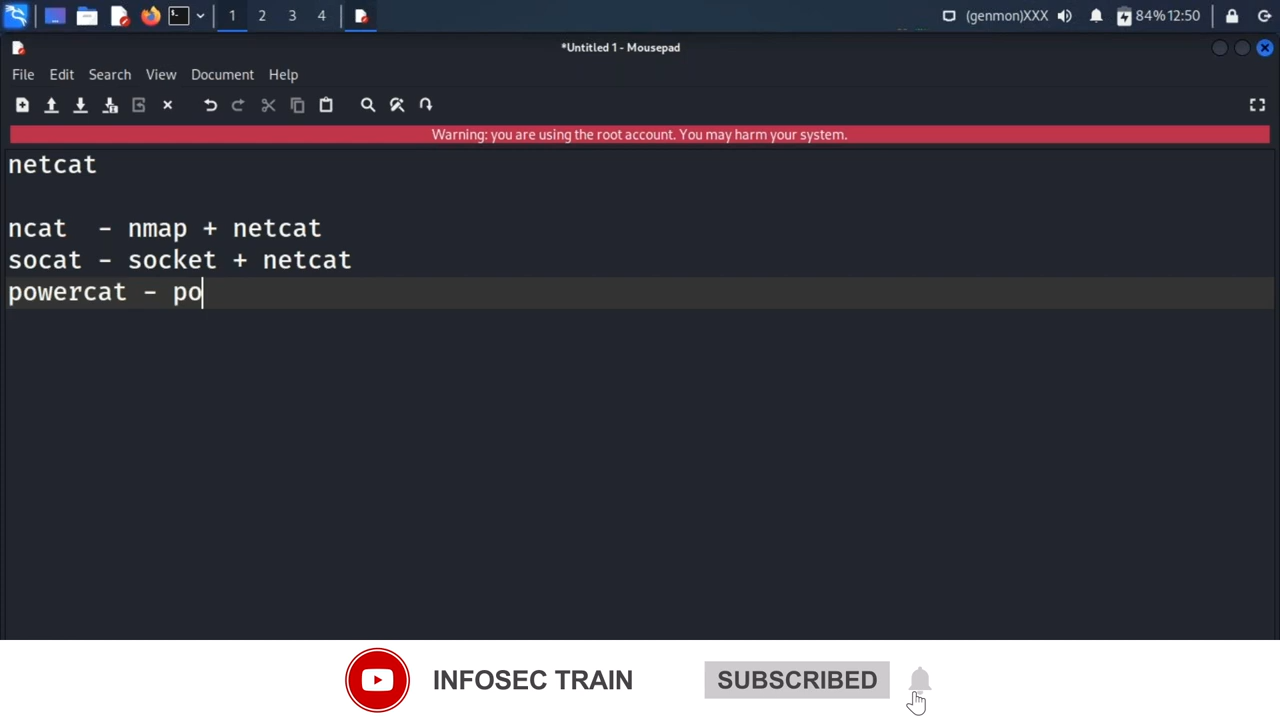 1 2 3 4 (genmon)XXX 84% 12:50
*Untitled 1 - Mousepad
File Edit Search View Document Help
Warning: you are using the root account. You may harm your system.
netcat
ncat  - nmap + netcat
socat - socket + netcat
powercat - po
INFOSEC TRAIN SUBSCRIBED